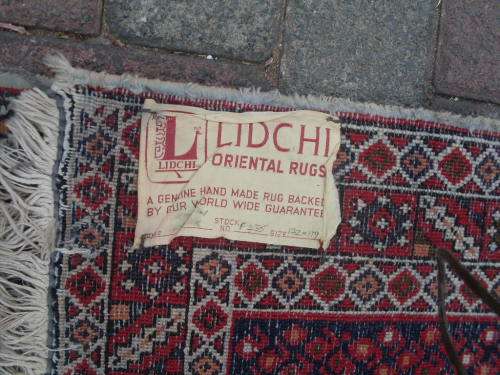 L
LIDCHI
LIDCHI
ORIENTAL RUGS
A GENUINE HAND MADE RUG BACKED
BY OUR WORLD WIDE GUARANTEE
STOCK
NO. SIZE